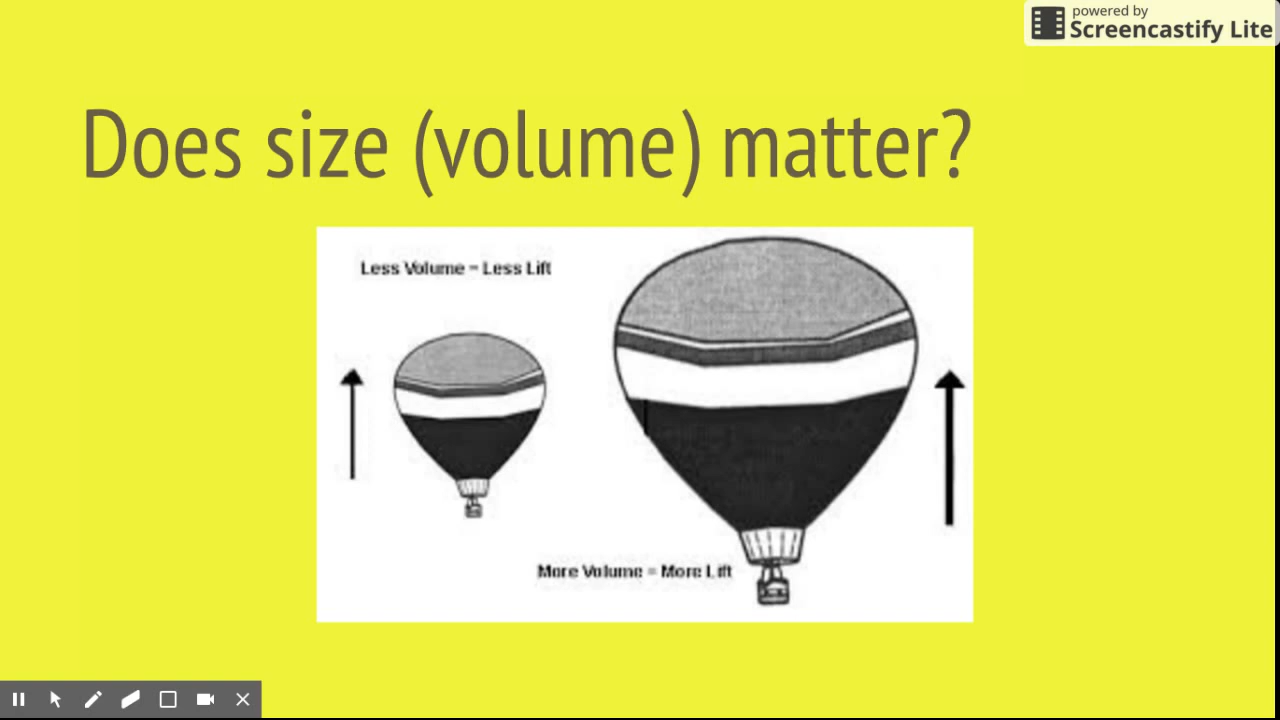 powered by
Screencastify Lite
Does size (volume) matter?
Less Volume = Less Lift
More Volume = More Lift